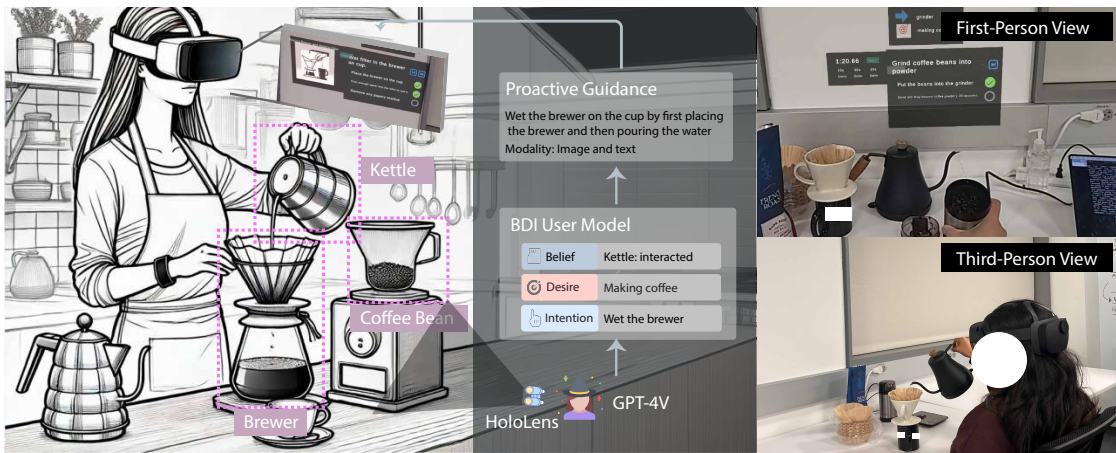 Wet filter in the brewer
on cup.
Place the brewer on the cup
Kettle
Coffee Bean
Brewer
Proactive Guidance
Wet the brewer on the cup by first placing
the brewer and then pouring the water
Modality: Image and text
BDI User Model
Belief
Kettle: interacted
Desire
Making coffee
Intention
Wet the brewer
HoloLens
GPT-4V
First-Person View
grinder
1:20.66
Grind coffee beans into
powder
Put the beans into the grinder
Third-Person View